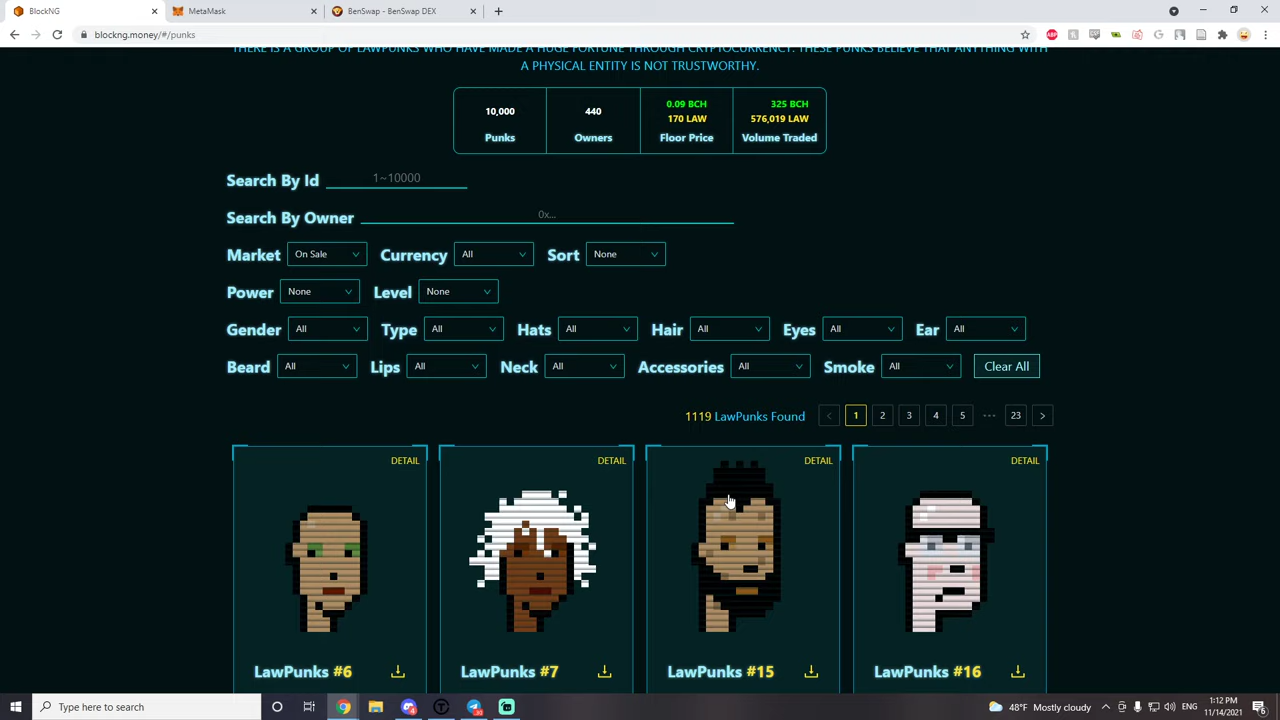 BlockNG
MetaMask
BenSwap - BenSwap DEX
blockng.money/#/punks
THERE IS A GROUP OF LAWPUNKS WHO HAVE MADE A HUGE FORTUNE THROUGH CRYPTOCURRENCY. THESE PUNKS BELIEVE THAT ANYTHING WITH
A PHYSICAL ENTITY IS NOT TRUSTWORTHY.
10,000 440 0.09 BCH 325 BCH
170 LAW 576,019 LAW
Punks Owners Floor Price Volume Traded
Search By Id 1~10000
Search By Owner 0x...
Market On Sale Currency All Sort None
Power None Level None
Gender All Type All Hats All Hair All Eyes All Ear All
Beard All Lips All Neck All Accessories All Smoke All Clear All
1119 LawPunks Found < 1 2 3 4 5 ••• 23 >
DETAIL DETAIL DETAIL DETAIL
LawPunks #6 LawPunks #7 LawPunks #15 LawPunks #16
Type here to search
48°F Mostly cloudy
ENG
1:12 PM
11/14/2021